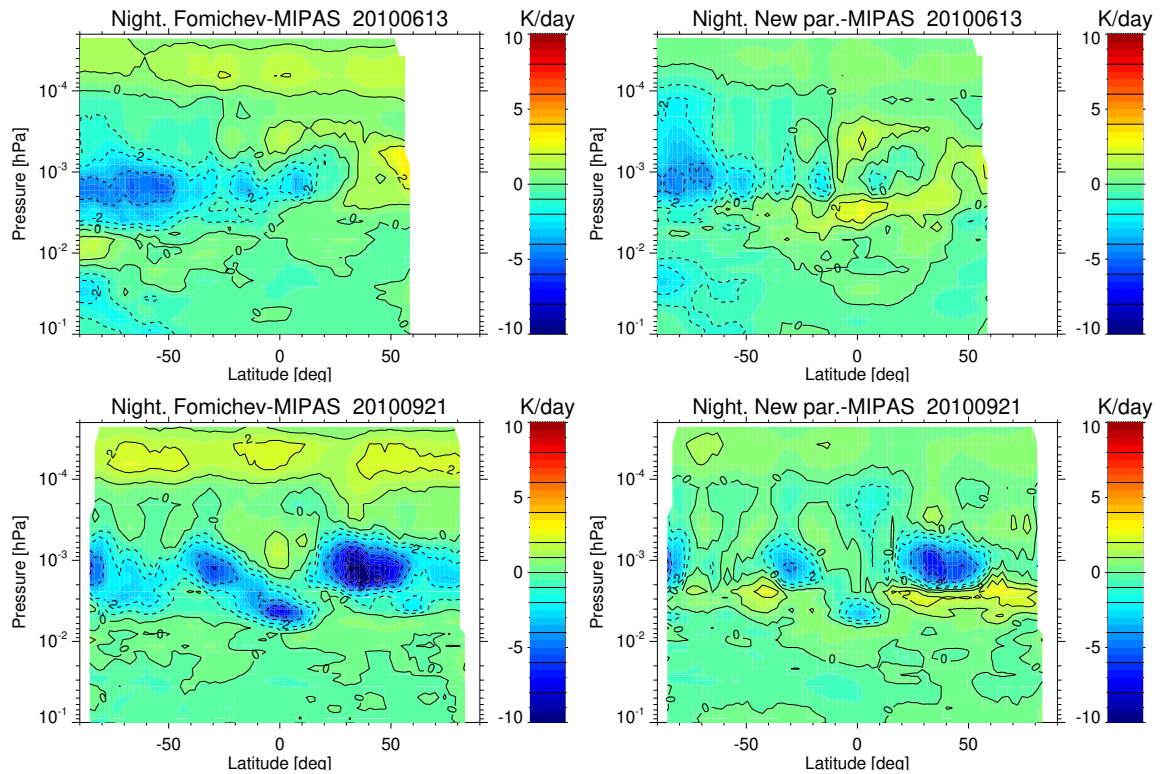 Night. Fomichev-MIPAS 20100613
K/day
Night. New par.-MIPAS 20100613
K/day
10
5
0
-5
-10
10
5
0
-5
-10
Pressure [hPa]
10-4
10-3
10-2
10-1
Pressure [hPa]
10-4
10-3
10-2
10-1
-50 0 50
-50 0 50
Latitude [deg]
Latitude [deg]
Night. Fomichev-MIPAS 20100921
K/day
Night. New par.-MIPAS 20100921
K/day
10
5
0
-5
-10
10
5
0
-5
-10
Pressure [hPa]
10-4
10-3
10-2
10-1
Pressure [hPa]
10-4
10-3
10-2
10-1
-50 0 50
-50 0 50
Latitude [deg]
Latitude [deg]